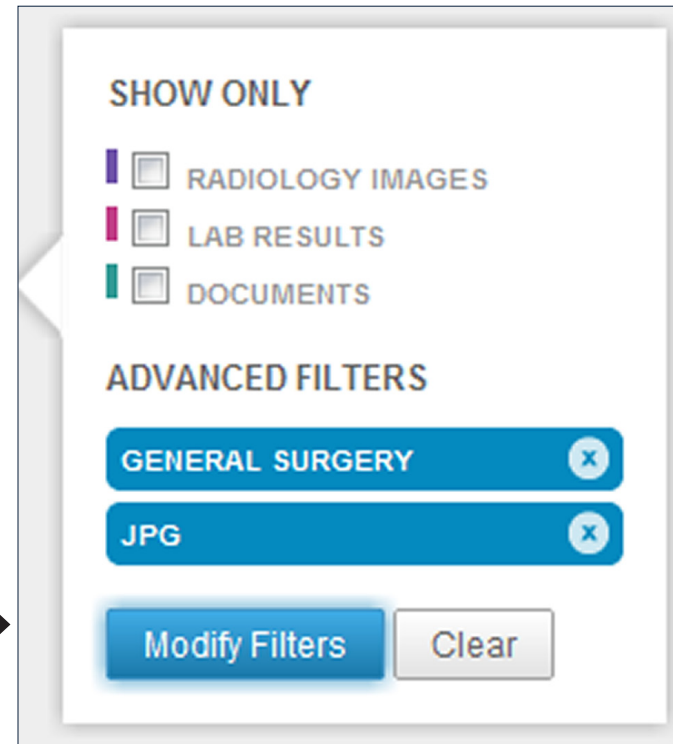 SHOW ONLY
RADIOLOGY IMAGES
LAB RESULTS
DOCUMENTS
ADVANCED FILTERS
GENERAL SURGERY x
JPG x
Modify Filters Clear